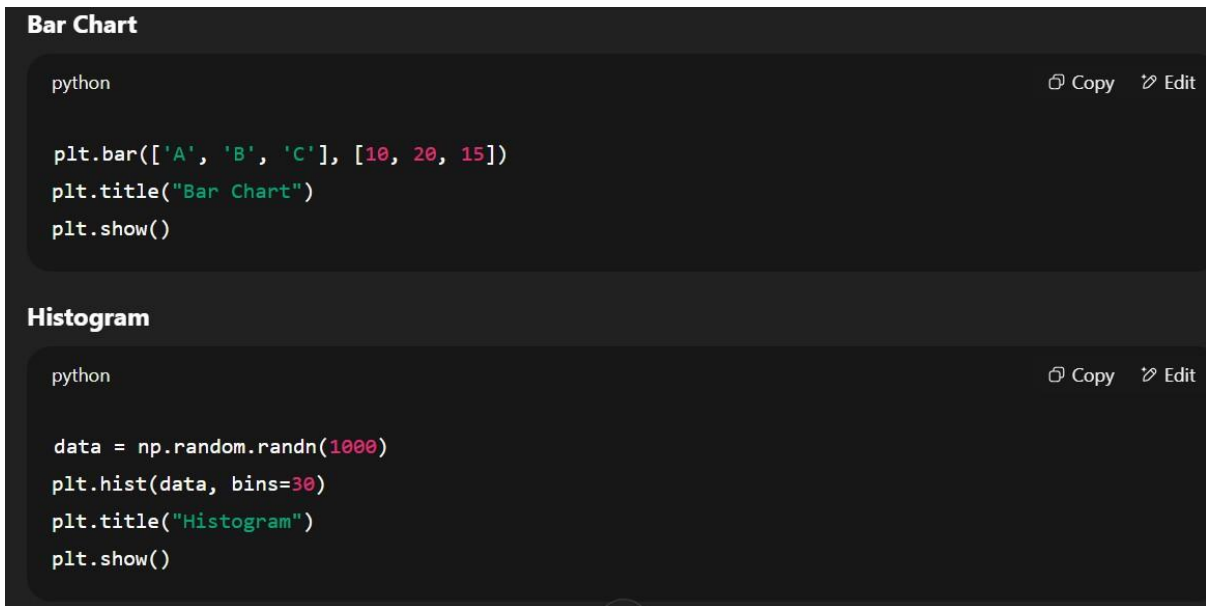 Bar Chart
python Copy Edit
plt.bar(['A', 'B', 'C'], [10, 20, 15])
plt.title("Bar Chart")
plt.show()
Histogram
python Copy Edit
data = np.random.randn(1000)
plt.hist(data, bins=30)
plt.title("Histogram")
plt.show()